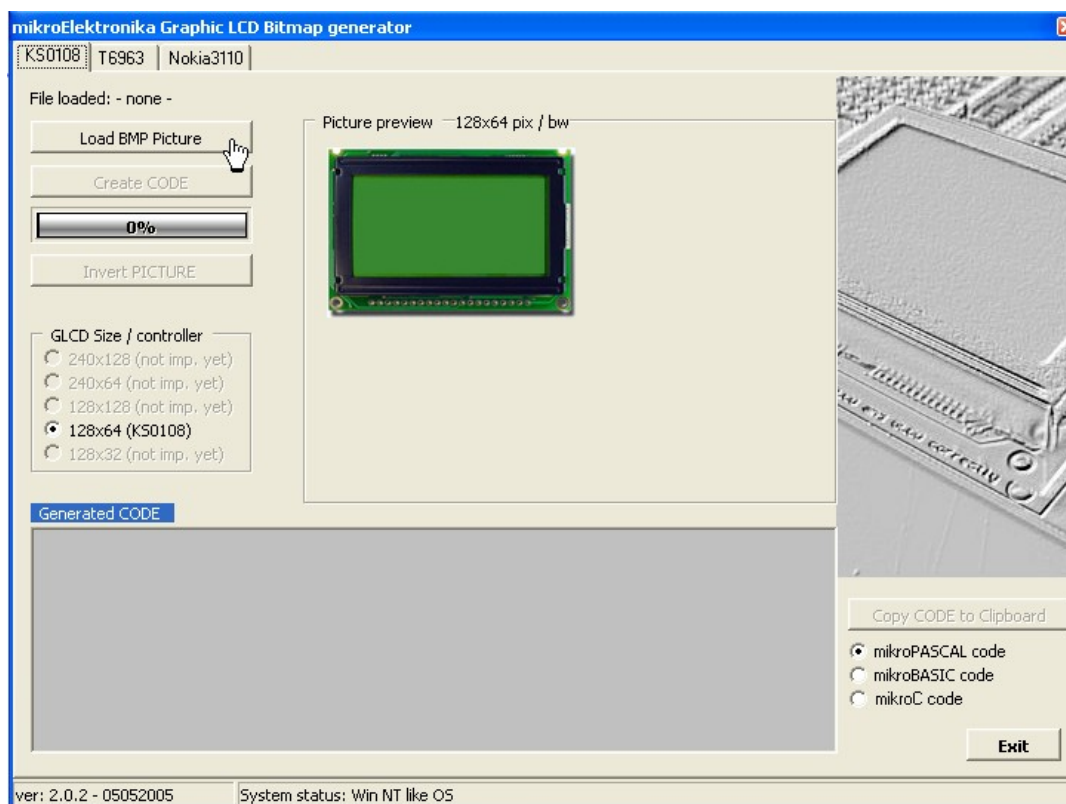 mikroElektronika Graphic LCD Bitmap generator
KS0108 T6963 Nokia3110
File loaded: - none -
Load BMP Picture
Create CODE
0%
Invert PICTURE
Picture preview 128x64 pix / bw
GLCD Size / controller
240x128 (not imp. yet)
240x64 (not imp. yet)
128x128 (not imp. yet)
128x64 (KS0108)
128x32 (not imp. yet)
Generated CODE
Copy CODE to Clipboard
mikroPASCAL code
mikroBASIC code
mikroC code
Exit
ver: 2.0.2 - 05052005 System status: Win NT like OS